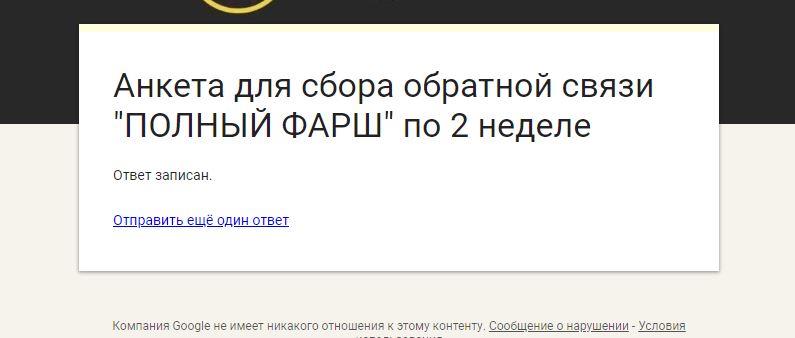 Анкета для сбора обратной связи
"ПОЛНЫЙ ФАРШ" по 2 неделе
Ответ записан.
Отправить ещё один ответ
Компания Google не имеет никакого отношения к этому контенту. Сообщение о нарушении - Условия